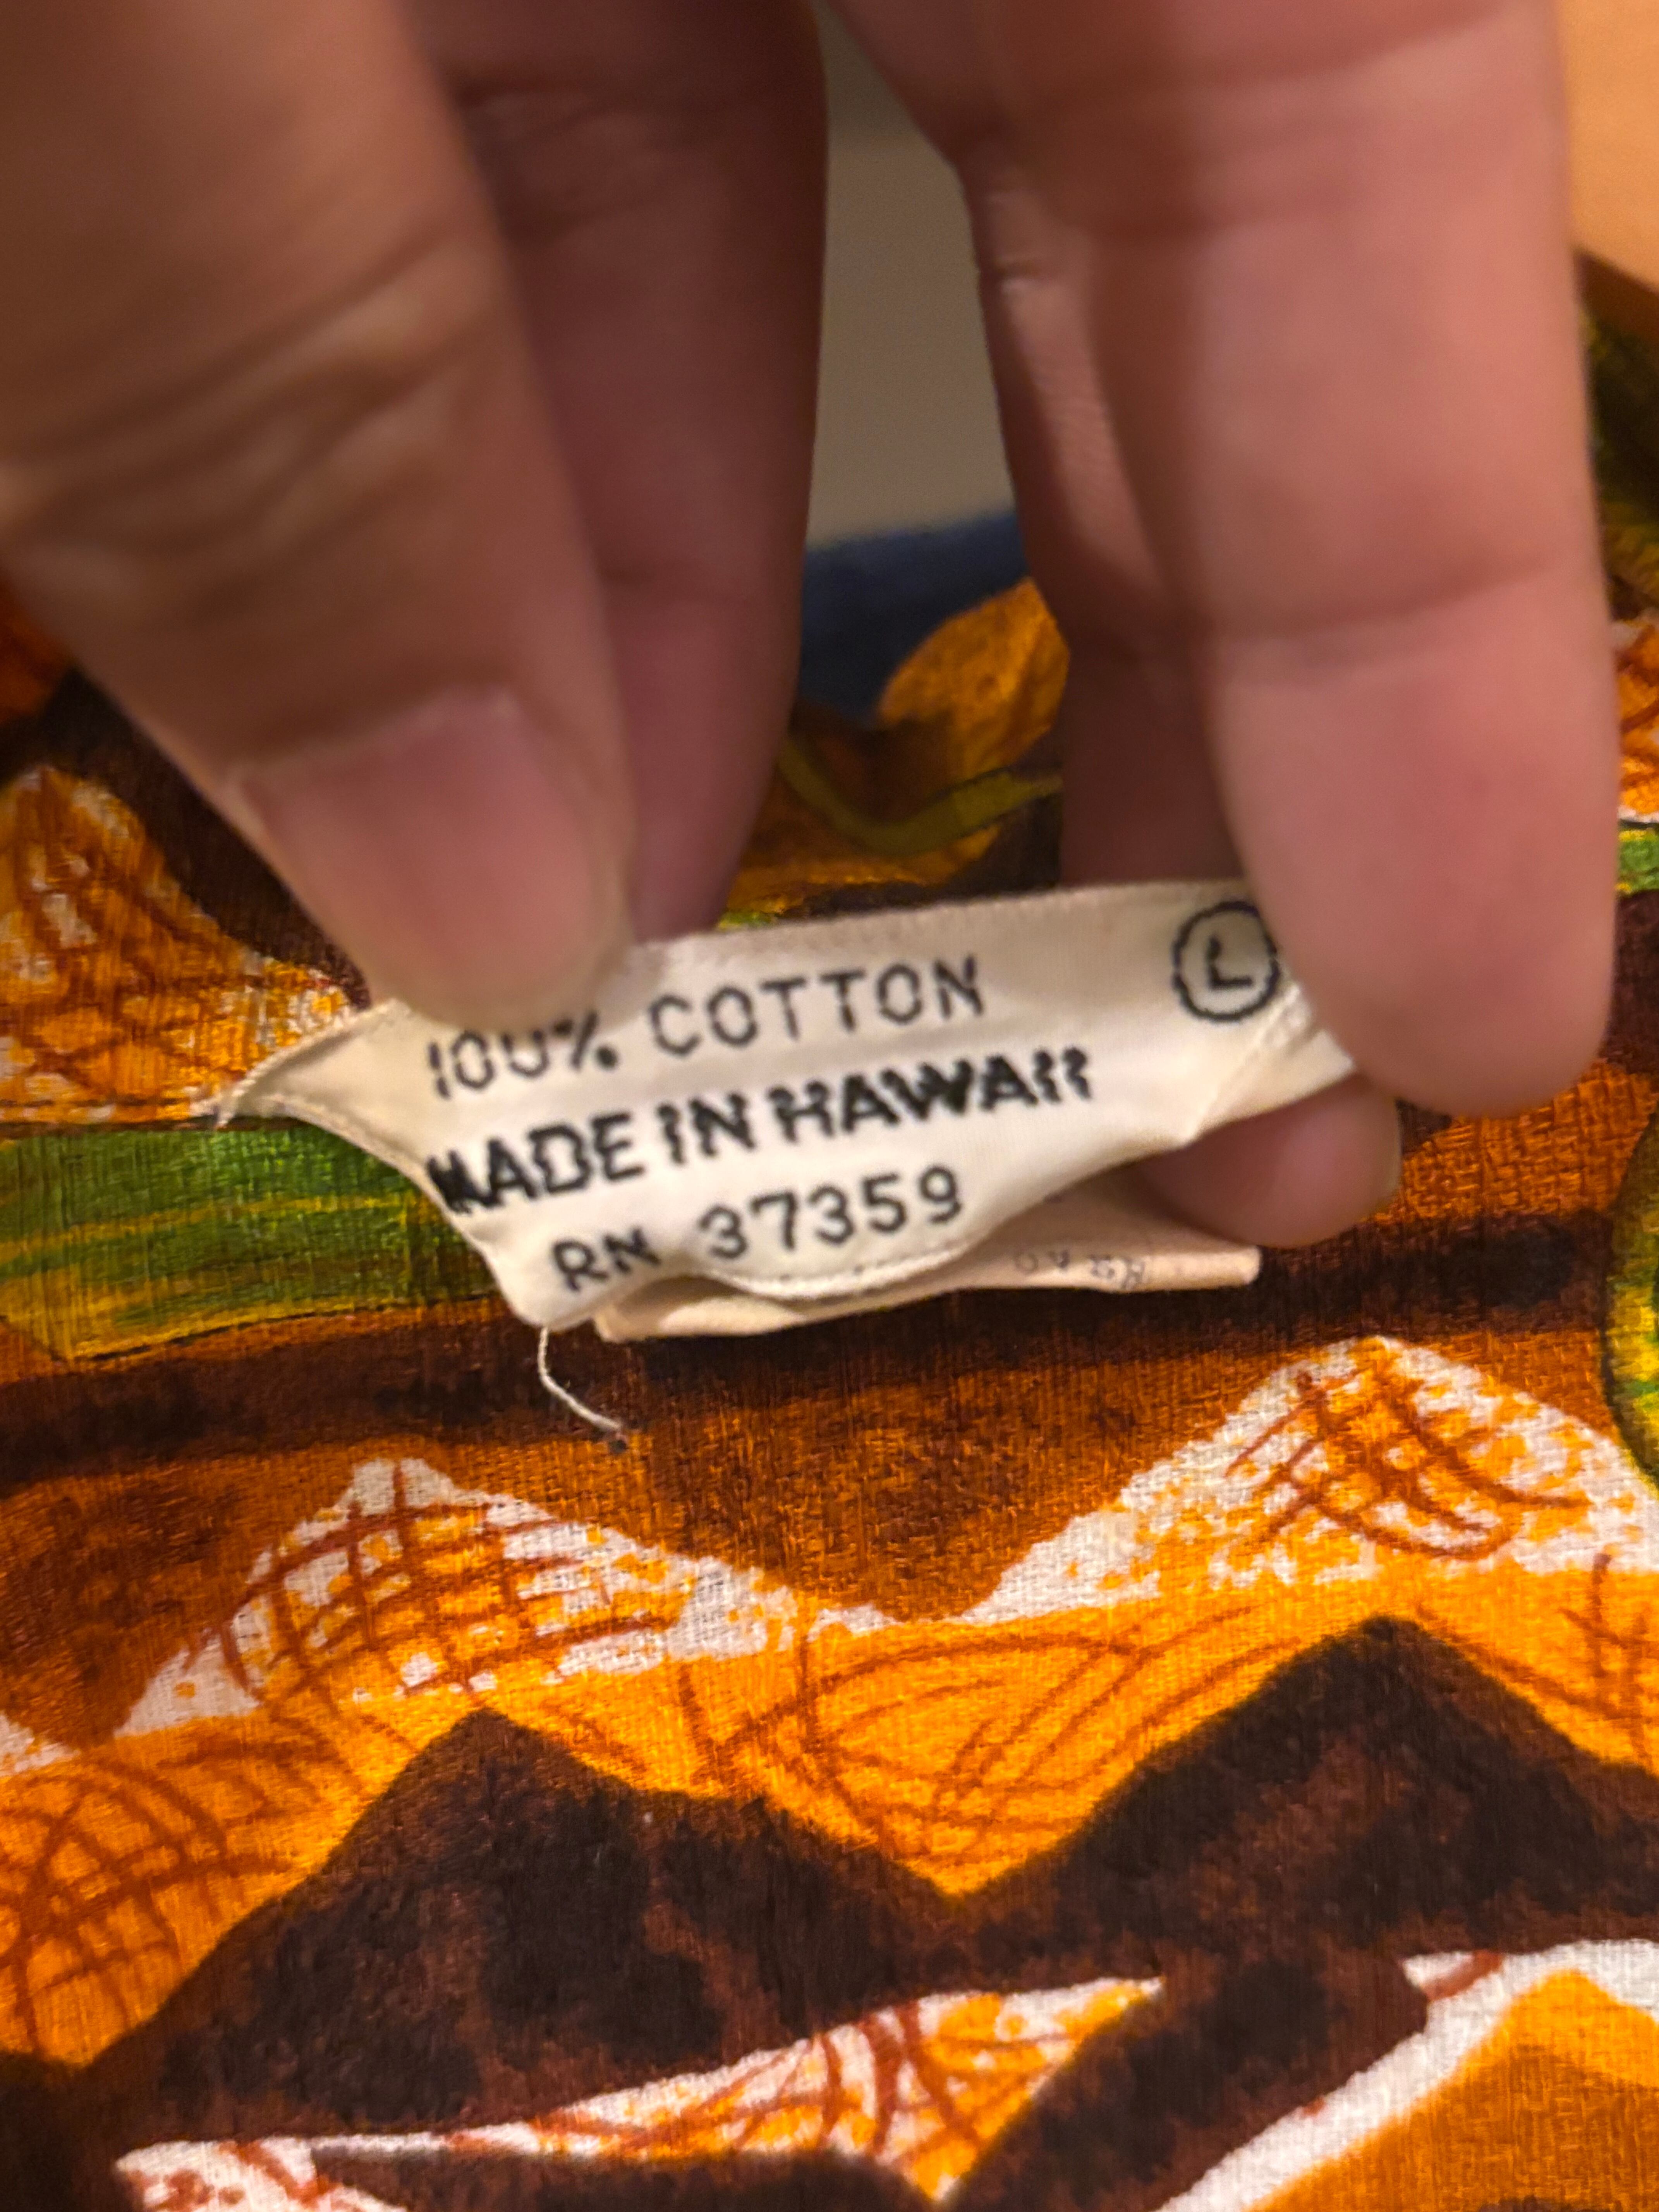 100% COTTON Ⓛ
MADE IN HAWAII
RN 37359